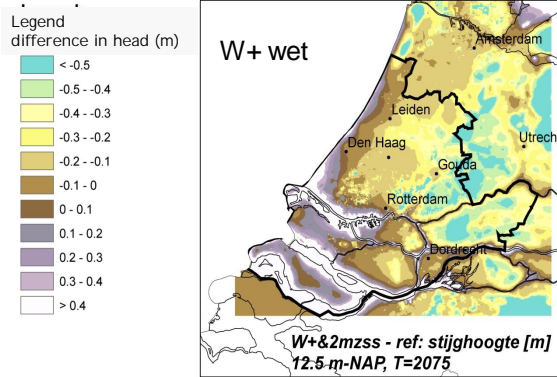 Legend
difference in head (m)
< -0.5
-0.5 - -0.4
-0.4 - -0.3
-0.3 - -0.2
-0.2 - -0.1
-0.1 - 0
0 - 0.1
0.1 - 0.2
0.2 - 0.3
0.3 - 0.4
> 0.4
W+ wet
Amsterdam
Leiden
Utrech
Den Haag
Gouda
Rotterdam
Dordrecht
W+&2mzss - ref: stijghoogte [m]
12.5 m-NAP, T=2075